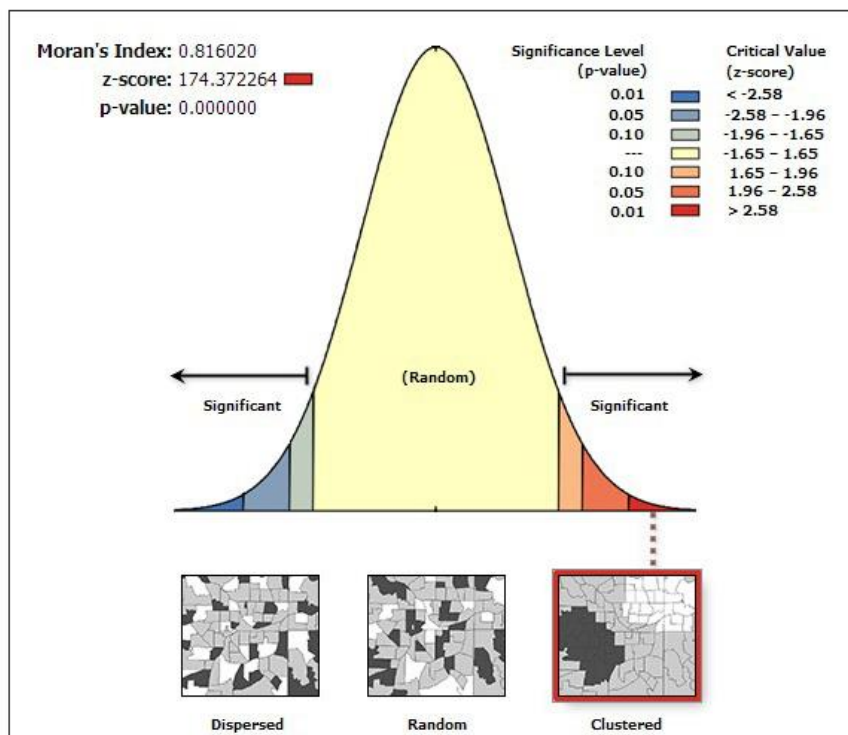 Moran's Index: 0.816020
z-score: 174.372264
p-value: 0.000000
Significance Level
(p-value)
Critical Value
(z-score)
0.01 < -2.58
0.05 -2.58 – -1.96
0.10 -1.96 – -1.65
--- -1.65 – 1.65
0.10 1.65 – 1.96
0.05 1.96 – 2.58
0.01 > 2.58
(Random)
Significant
Significant
Dispersed
Random
Clustered